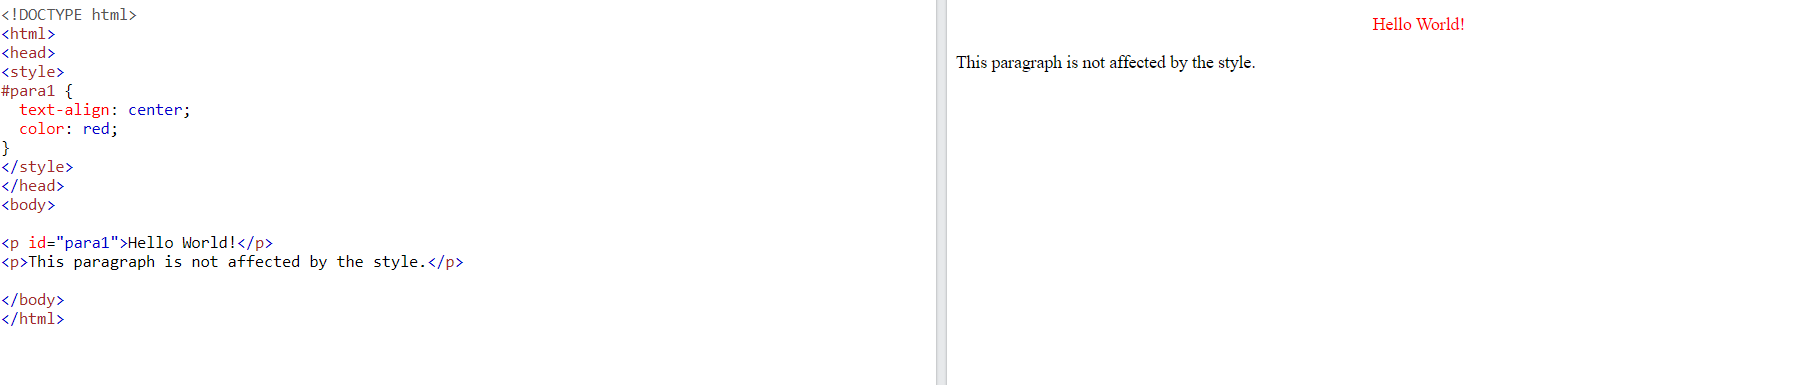 <!DOCTYPE html>
<html>
<head>
<style>
#para1 {
  text-align: center;
  color: red;
}
</style>
</head>
<body>

<p id="para1">Hello World!</p>
<p>This paragraph is not affected by the style.</p>

</body>
</html>
Hello World!
This paragraph is not affected by the style.